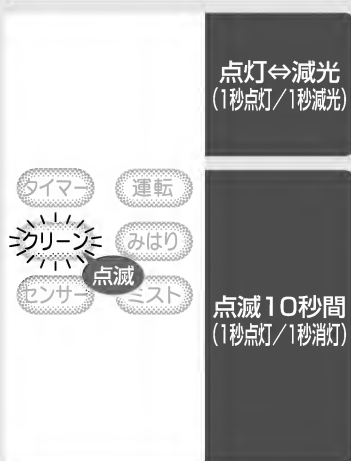 点灯⇔減光
(1秒点灯/1秒減光)
タイマー 運転
クリーン みはり
点滅
センサー ミスト
点滅10秒間
(1秒点灯/1秒消灯)